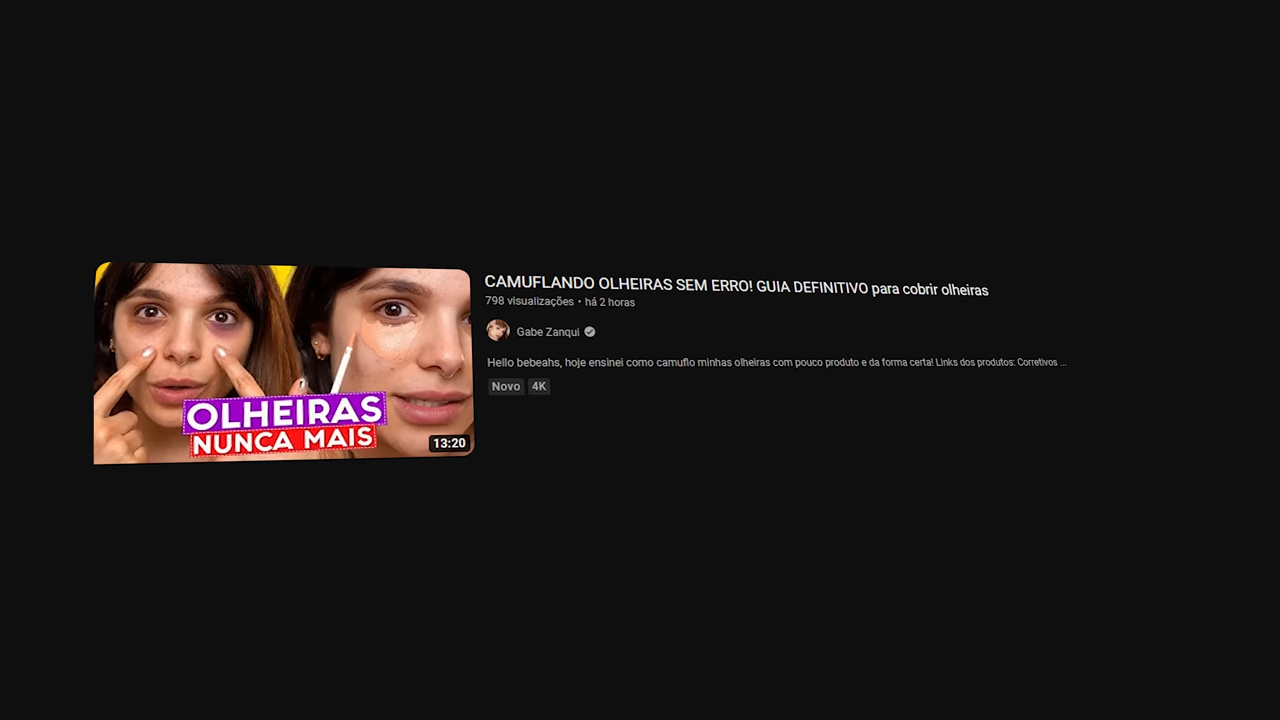 OLHEIRAS
NUNCA MAIS
13:20
CAMUFLANDO OLHEIRAS SEM ERRO! GUIA DEFINITIVO para cobrir olheiras
798 visualizações • há 2 horas
Gabe Zanqui
Hello bebeahs, hoje ensinei como camuflo minhas olheiras com pouco produto e da forma certa! Links dos produtos: Corretivos ...
Novo 4K